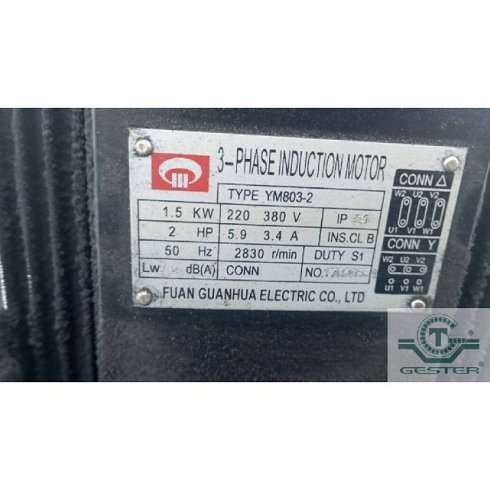 3-PHASE INDUCTION MOTOR
TYPE YM803-2
1.5 KW 220 380 V IP
2 HP 5.9 3.4 A INS.CL B
50 Hz 2830 r/min DUTY S1
Lw dB(A) CONN NO.
FUAN GUANHUA ELECTRIC CO., LTD
CONN Δ
W2 U2 V2
U1 V1 W1
CONN Y
W2 U2 V2
U1 V1 W1
T
GESTER